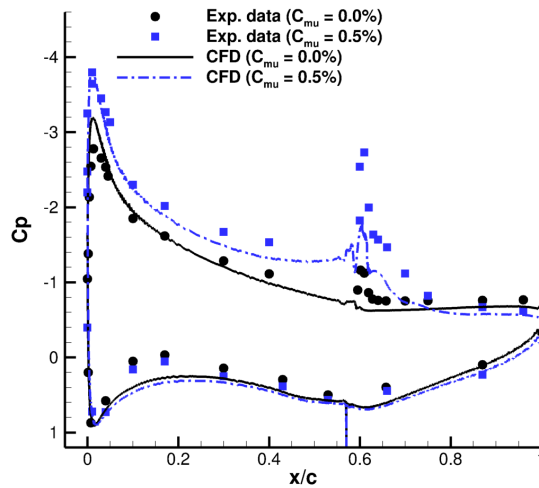 Exp. data (C_mu = 0.0%)
Exp. data (C_mu = 0.5%)
CFD (C_mu = 0.0%)
CFD (C_mu = 0.5%)
-4
-3
-2
-1
0
1
Cp
0
0.2
0.4
0.6
0.8
1
x/c